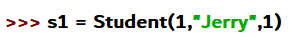 >>> s1 = Student(1,"Jerry",1)